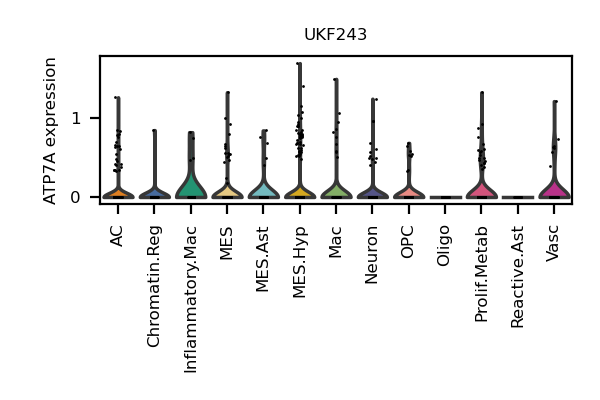 UKF243
ATP7A expression
1
0
AC
Chromatin.Reg
Inflammatory.Mac
MES
MES.Ast
MES.Hyp
Mac
Neuron
OPC
Oligo
Prolif.Metab
Reactive.Ast
Vasc